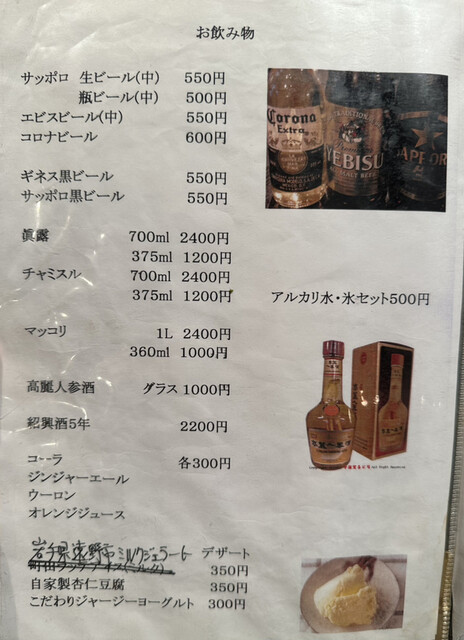 お飲み物
サッポロ 生ビール(中) 550円
瓶ビール(中) 500円
エビスビール(中) 550円
コロナビール 600円
Corona
Extra
TRADITION
YEBISU
MALT BEER
ギネス黒ビール 550円
サッポロ黒ビール 550円
眞露 700ml 2400円
375ml 1200円
チャミスル 700ml 2400円
375ml 1200円
アルカリ水・氷セット500円
マッコリ 1L 2400円
360ml 1000円
高麗人参酒 グラス 1000円
紹興酒5年 2200円
コーラ 各300円
ジンジャーエール
ウーロン
オレンジジュース
岩手県遠野市ミルクジェラート デザート
350円
自家製杏仁豆腐 350円
こだわりジャージーヨーグルト 300円